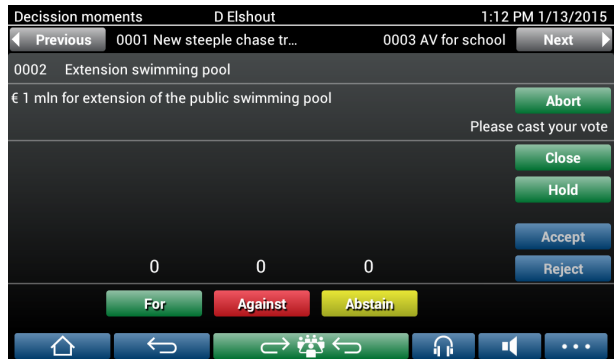 Decission moments D Elshout 1:12 PM 1/13/2015
Previous 0001 New steeple chase tr... 0003 AV for school Next
0002 Extension swimming pool
€ 1 mln for extension of the public swimming pool Abort
Please cast your vote
Close
Hold
Accept
0 0 0 Reject
For Against Abstain